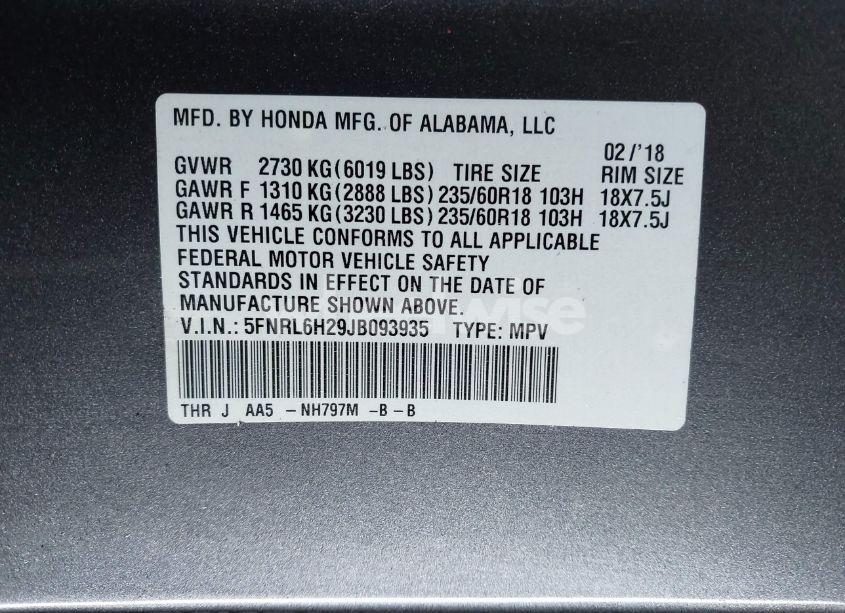 MFD. BY HONDA MFG. OF ALABAMA, LLC
02/'18
GVWR 2730 KG(6019 LBS) TIRE SIZE RIM SIZE
GAWR F 1310 KG(2888 LBS) 235/60R18 103H 18X7.5J
GAWR R 1465 KG(3230 LBS) 235/60R18 103H 18X7.5J
THIS VEHICLE CONFORMS TO ALL APPLICABLE
FEDERAL MOTOR VEHICLE SAFETY
STANDARDS IN EFFECT ON THE DATE OF
MANUFACTURE SHOWN ABOVE.
V.I.N.: 5FNRL6H29JB093935 TYPE: MPV
THR J AA5 -NH797M -B-B